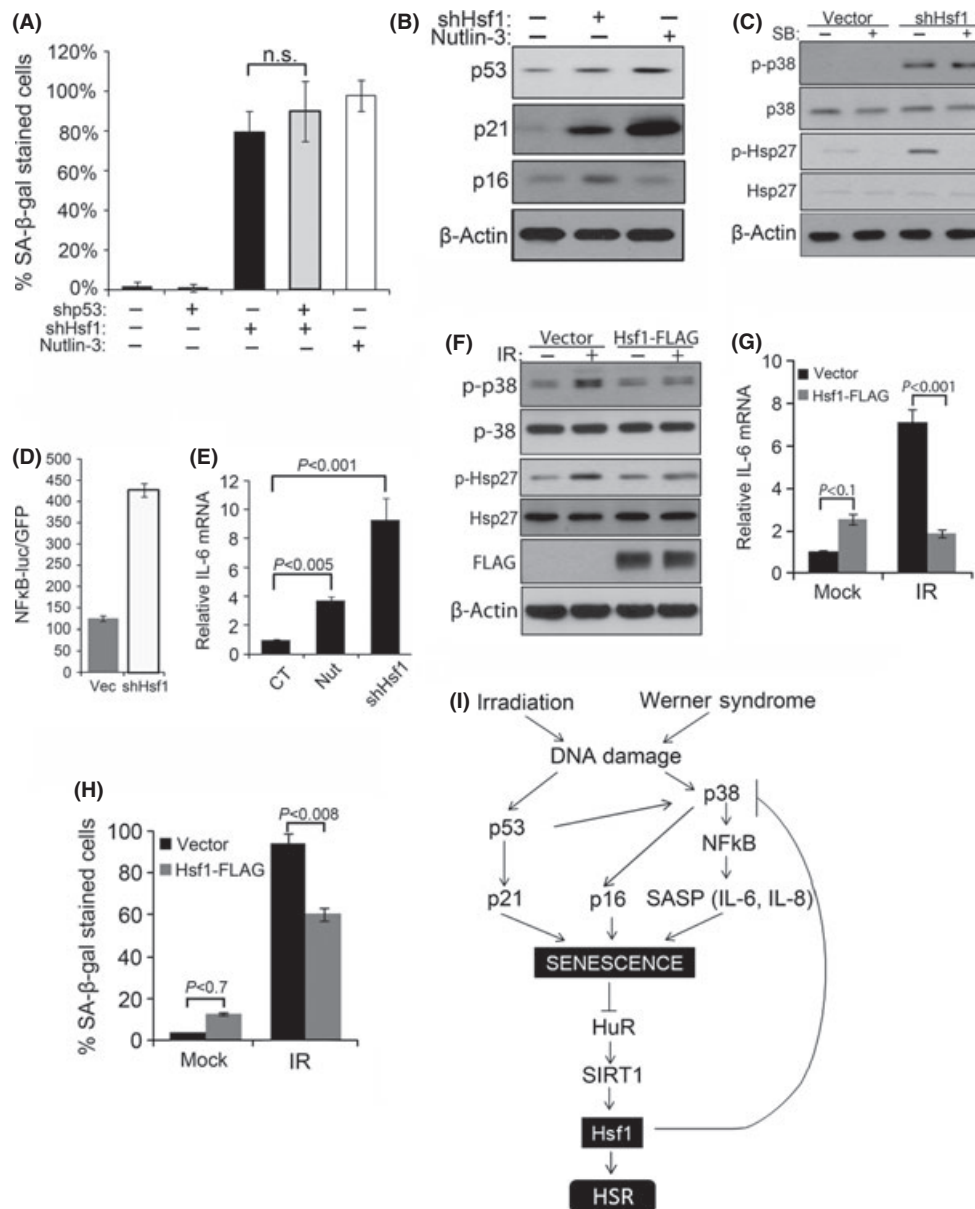 (A)
% SA-β-gal stained cells
120%
100%
80%
60%
40%
20%
0%
n.s.
shp53: – + – + –
shHsf1: – – + + –
Nutlin-3: – – – – +
(B)
shHsf1: – + –
Nutlin-3: – – +
p53
p21
p16
β-Actin
(C)
Vector shHsf1
SB: – + – +
p-p38
p38
p-Hsp27
Hsp27
β-Actin
(D)
NFκB-luc/GFP
500
450
400
350
300
250
200
150
100
50
0
Vec shHsf1
(E)
Relative IL-6 mRNA
12
10
8
6
4
2
0
P<0.001
P<0.005
CT Nut shHsf1
(F)
Vector Hsf1-FLAG
IR: – + – +
p-p38
p-38
p-Hsp27
Hsp27
FLAG
β-Actin
(G)
Relative IL-6 mRNA
10
8
6
4
2
0
Vector
Hsf1-FLAG
P<0.001
P<0.1
Mock IR
(H)
% SA-β-gal stained cells
100
80
60
40
20
0
P<0.008
Vector
Hsf1-FLAG
P<0.7
Mock IR
(I)
Irradiation Werner syndrome
DNA damage
p38
p53
NFkB
p21 p16 SASP (IL-6, IL-8)
SENESCENCE
HuR
SIRT1
Hsf1
HSR